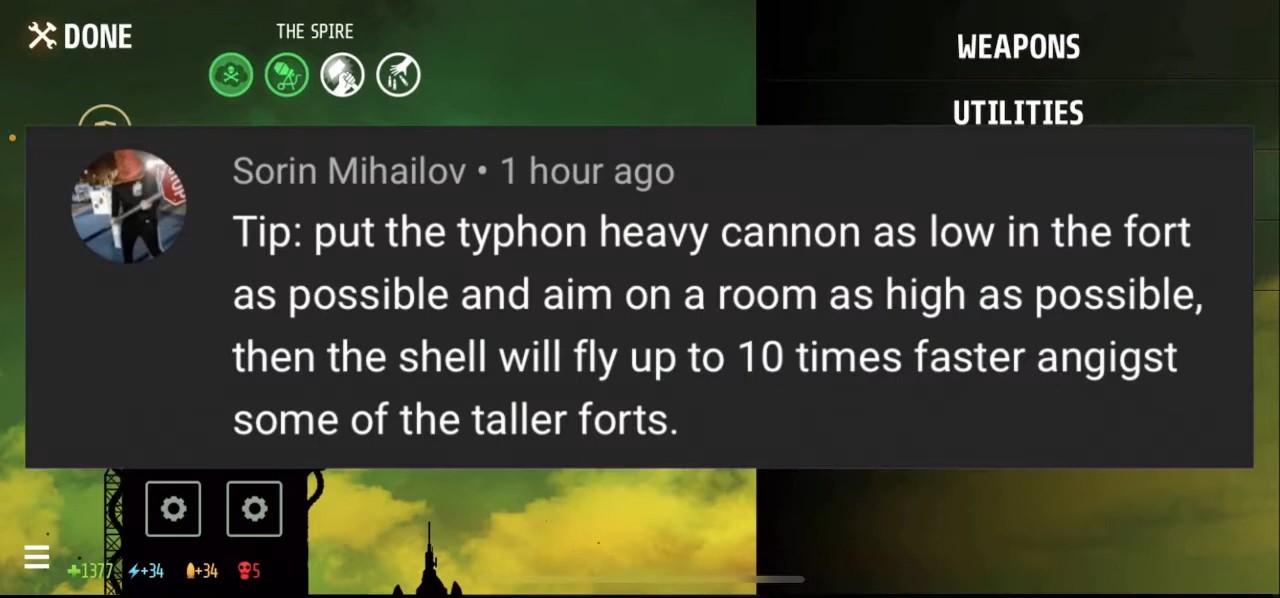 DONE
THE SPIRE
WEAPONS
UTILITIES
Sorin Mihailov • 1 hour ago
Tip: put the typhon heavy cannon as low in the fort
as possible and aim on a room as high as possible,
then the shell will fly up to 10 times faster angigst
some of the taller forts.
+1377 +34 +34 5